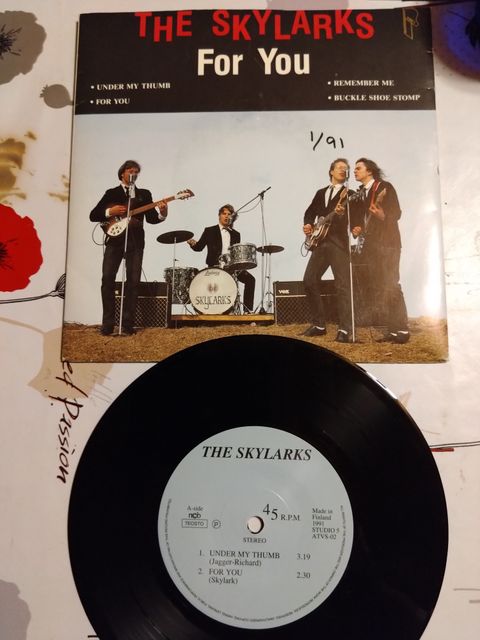 THE SKYLARKS
For You
• UNDER MY THUMB
• FOR YOU
• REMEMBER ME
• BUCKLE SHOE STOMP
1/91
Ludwig
SKYLARKS
VOX
ed Passion
THE SKYLARKS
A-side
ncb
TEOSTO
P
45 R.P.M.
STEREO
Made in
Finland
1991
STUDIO 5
ATVS-02
1. UNDER MY THUMB 3.19
(Jagger-Richard)
2. FOR YOU 2:30
(Skylark)